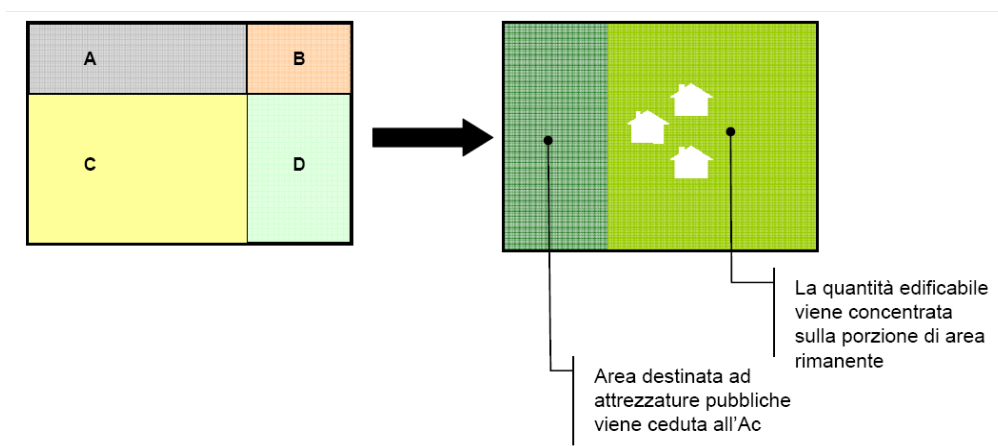 A
B
C
D
La quantità edificabile
viene concentrata
sulla porzione di area
rimanente
Area destinata ad
attrezzature pubbliche
viene ceduta all'Ac